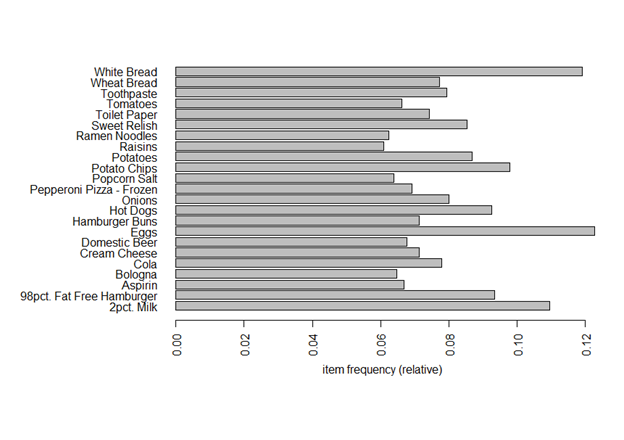 White Bread
Wheat Bread
Toothpaste
Tomatoes
Toilet Paper
Sweet Relish
Ramen Noodles
Raisins
Potatoes
Potato Chips
Popcorn Salt
Pepperoni Pizza - Frozen
Onions
Hot Dogs
Hamburger Buns
Eggs
Domestic Beer
Cream Cheese
Cola
Bologna
Aspirin
98pct. Fat Free Hamburger
2pct. Milk
0.00 0.02 0.04 0.06 0.08 0.10 0.12
item frequency (relative)